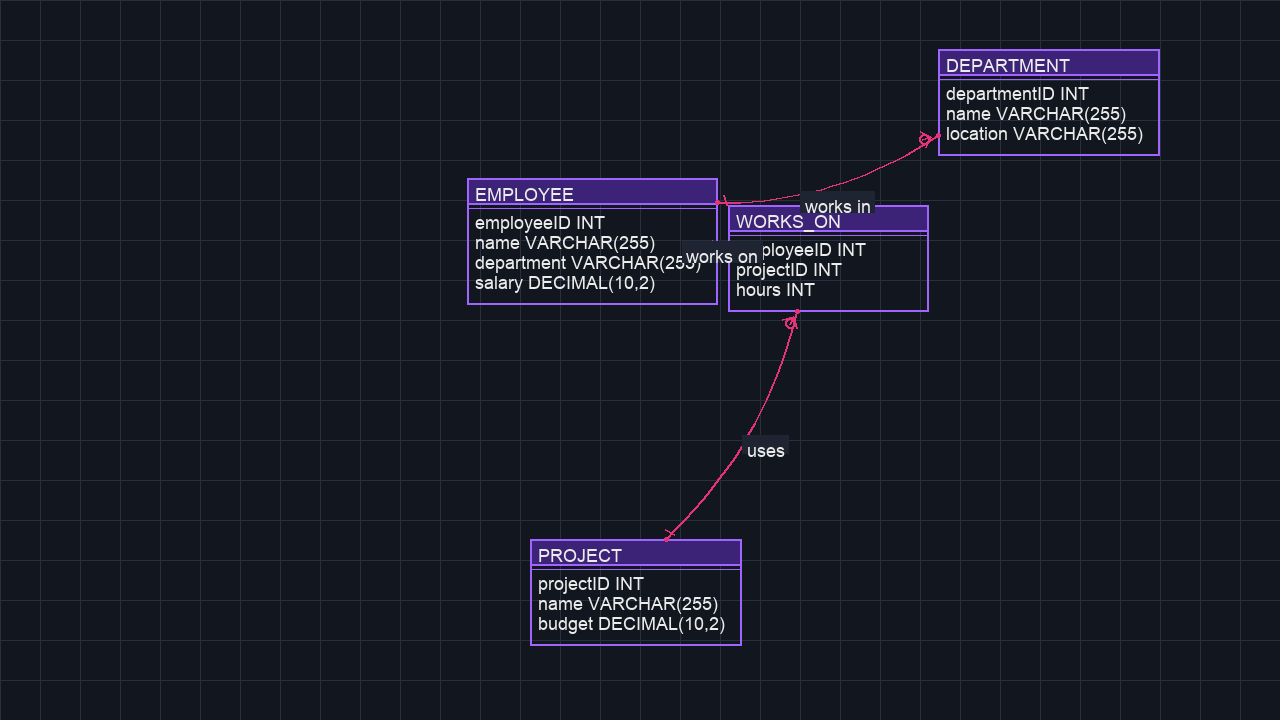 DEPARTMENT
departmentID INT
name VARCHAR(255)
location VARCHAR(255)
EMPLOYEE
employeeID INT
name VARCHAR(255)
department VARCHAR(255)
salary DECIMAL(10,2)
works in
WORKS_ON
works on
ployeeID INT
projectID INT
hours INT
uses
PROJECT
projectID INT
name VARCHAR(255)
budget DECIMAL(10,2)